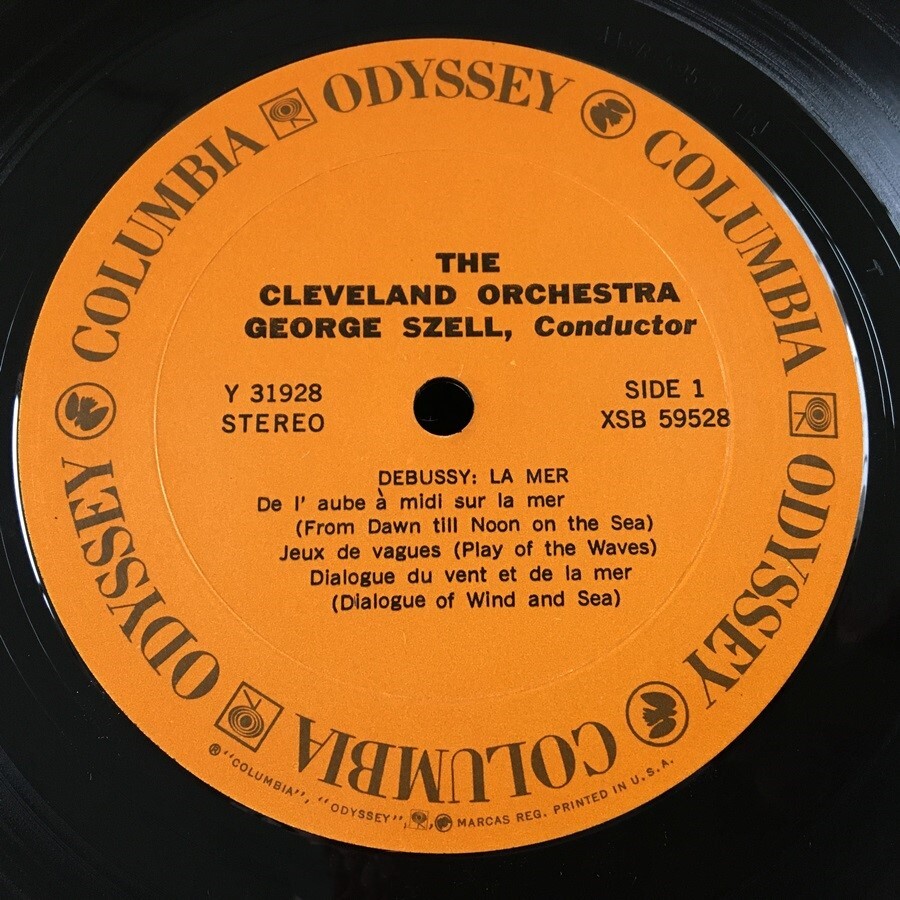 COLUMBIA ODYSSEY COLUMBIA ODYSSEY COLUMBIA ODYSSEY
THE
CLEVELAND ORCHESTRA
GEORGE SZELL, Conductor
Y 31928
STEREO
SIDE 1
XSB 59528
DEBUSSY: LA MER
De l' aube à midi sur la mer
(From Dawn till Noon on the Sea)
Jeux de vagues (Play of the Waves)
Dialogue du vent et de la mer
(Dialogue of Wind and Sea)
® "COLUMBIA", "ODYSSEY", , MARCAS REG. PRINTED IN U.S.A.